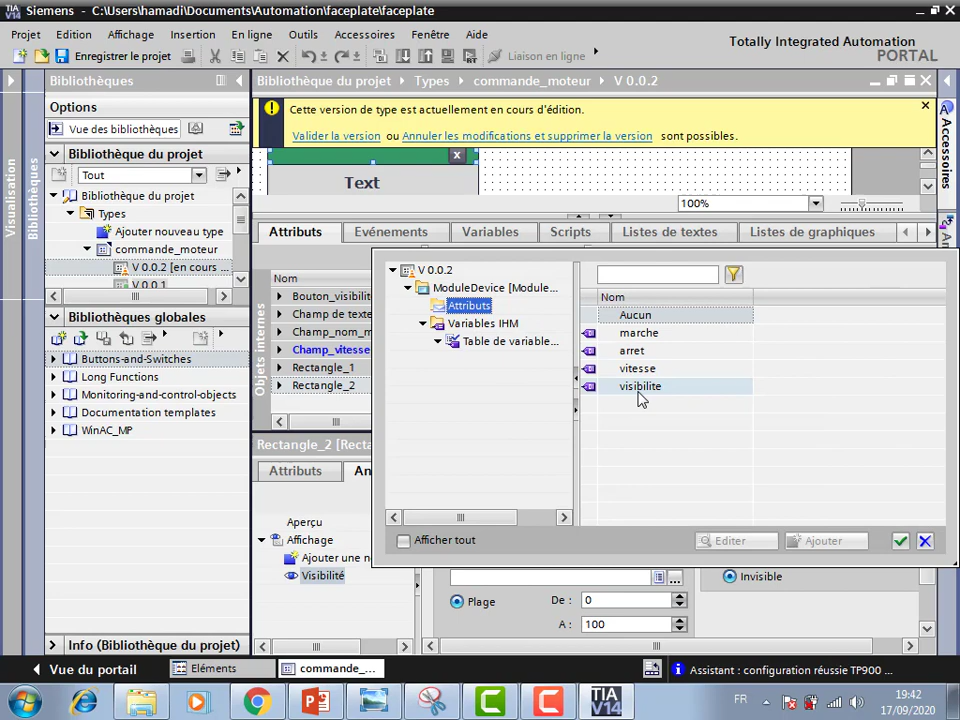 TIA V14 Siemens - C:\Users\hamadi\Documents\Automation\faceplate\faceplate
Projet Edition Affichage Insertion En ligne Outils Accessoires Fenêtre Aide
Enregistrer le projet Liaison en ligne
Totally Integrated Automation
PORTAL
Bibliothèques
Bibliothèque du projet Types commande_moteur V 0.0.2
Options
Vue des bibliothèques
Cette version de type est actuellement en cours d'édition.
Valider la version ou Annuler les modifications et supprimer la version sont possibles.
Visualisation
Bibliothèques
Accessoires
Bibliothèque du projet
Tout
Text
Bibliothèque du projet
Types
Ajouter nouveau type
commande_moteur
V 0.0.2 [en cours ...
V 0.0.1
100%
Attributs Evénements Variables Scripts Listes de textes Listes de graphiques
Objets internes
Nom
Bouton_visibili
Champ de texte
Champ_nom_m
Champ_vitesse
Rectangle_1
Rectangle_2
V 0.0.2
ModuleDevice [Module...
Attributs
Variables IHM
Table de variable...
Nom
Aucun
marche
arret
vitesse
visibilite
Afficher tout
Editer
Ajouter
Bibliothèques globales
Buttons-and-Switches
Long Functions
Monitoring-and-control-objects
Documentation templates
WinAC_MP
Rectangle_2 [Recta
Attributs An
Aperçu
Affichage
Ajouter une n
Visibilité
Plage De : 0
A : 100
Invisible
Info (Bibliothèque du projet)
Vue du portail Eléments commande_... Assistant : configuration réussie TP900 ...
TIA V14
FR
19:42
17/09/2020